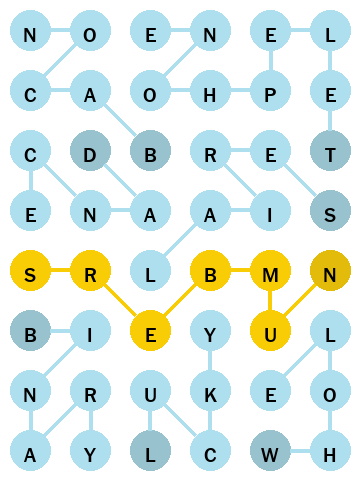 N O E N E L
C A O H P E
C D B R E T
E N A A I S
S R L B M N
B I E Y U L
N R U K E O
A Y L C W H